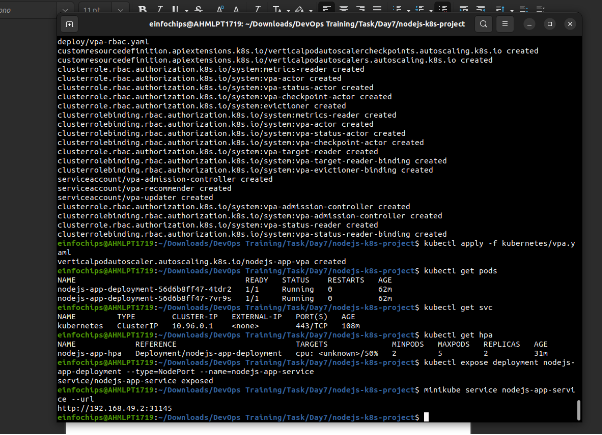 11 pt
einfochips@AHMLPT1719: ~/Downloads/DevOps Training/Task/Day7/nodejs-k8s-project
deploy/vpa-rbac.yaml
customresourcedefinition.apiextensions.k8s.io/verticalpodautoscalercheckpoints.autoscaling.k8s.io created
customresourcedefinition.apiextensions.k8s.io/verticalpodautoscalers.autoscaling.k8s.io created
clusterrole.rbac.authorization.k8s.io/system:metrics-reader created
clusterrole.rbac.authorization.k8s.io/system:vpa-actor created
clusterrole.rbac.authorization.k8s.io/system:vpa-status-actor created
clusterrole.rbac.authorization.k8s.io/system:vpa-checkpoint-actor created
clusterrole.rbac.authorization.k8s.io/system:evictioner created
clusterrolebinding.rbac.authorization.k8s.io/system:metrics-reader created
clusterrolebinding.rbac.authorization.k8s.io/system:vpa-actor created
clusterrolebinding.rbac.authorization.k8s.io/system:vpa-status-actor created
clusterrolebinding.rbac.authorization.k8s.io/system:vpa-checkpoint-actor created
clusterrole.rbac.authorization.k8s.io/system:vpa-target-reader created
clusterrolebinding.rbac.authorization.k8s.io/system:vpa-target-reader-binding created
clusterrolebinding.rbac.authorization.k8s.io/system:vpa-evictioner-binding created
serviceaccount/vpa-admission-controller created
serviceaccount/vpa-recommender created
serviceaccount/vpa-updater created
clusterrole.rbac.authorization.k8s.io/system:vpa-admission-controller created
clusterrolebinding.rbac.authorization.k8s.io/system:vpa-admission-controller created
clusterrole.rbac.authorization.k8s.io/system:vpa-status-reader created
clusterrolebinding.rbac.authorization.k8s.io/system:vpa-status-reader-binding created
einfochips@AHMLPT1719:~/Downloads/DevOps Training/Task/Day7/nodejs-k8s-project$ kubectl apply -f kubernetes/vpa.y
aml
verticalpodautoscaler.autoscaling.k8s.io/nodejs-app-vpa created
einfochips@AHMLPT1719:~/Downloads/DevOps Training/Task/Day7/nodejs-k8s-project$ kubectl get pods
NAME READY STATUS RESTARTS AGE
nodejs-app-deployment-56d6b8ff47-4tdr2 1/1 Running 0 62m
nodejs-app-deployment-56d6b8ff47-7vr9s 1/1 Running 0 62m
einfochips@AHMLPT1719:~/Downloads/DevOps Training/Task/Day7/nodejs-k8s-project$ kubectl get svc
NAME TYPE CLUSTER-IP EXTERNAL-IP PORT(S) AGE
kubernetes ClusterIP 10.96.0.1 <none> 443/TCP 108m
einfochips@AHMLPT1719:~/Downloads/DevOps Training/Task/Day7/nodejs-k8s-project$ kubectl get hpa
NAME REFERENCE TARGETS MINPODS MAXPODS REPLICAS AGE
nodejs-app-hpa Deployment/nodejs-app-deployment cpu: <unknown>/50% 2 5 2 31m
einfochips@AHMLPT1719:~/Downloads/DevOps Training/Task/Day7/nodejs-k8s-project$ kubectl expose deployment nodejs-
app-deployment --type=NodePort --name=nodejs-app-service
service/nodejs-app-service exposed
einfochips@AHMLPT1719:~/Downloads/DevOps Training/Task/Day7/nodejs-k8s-project$ minikube service nodejs-app-servi
ce --url
http://192.168.49.2:31145
einfochips@AHMLPT1719:~/Downloads/DevOps Training/Task/Day7/nodejs-k8s-project$